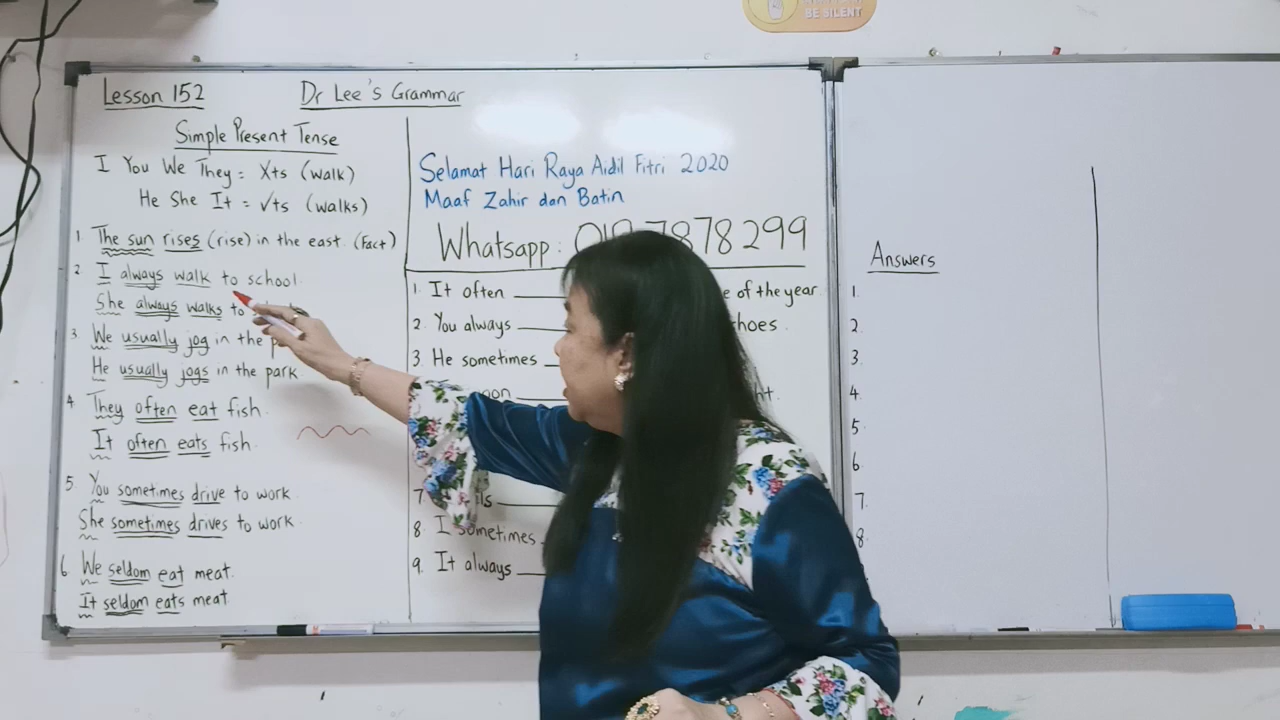 BE SILENT
Lesson 152
Dr Lee's Grammar
Simple Present Tense
I You We They = Xts (walk)
He She It = √ts (walks)
1 The sun rises (rise) in the east. (Fact)
2 I always walk to school.
She always walks to
3 We usually jog in the
He usually jogs in the park
4 They often eat fish.
It often eats fish.
5 You sometimes drive to work.
She sometimes drives to work.
6 We seldom eat meat.
It seldom eats meat
Selamat Hari Raya Aidil Fitri 2020
Maaf Zahir dan Batin
Whatsapp: 7878299
1. It often ______ e of the year.
2. You always ______ shoes.
3. He sometimes
7
8. I sometimes
9. It always
Answers
1.
2.
3.
4.
5.
6
7.
8.